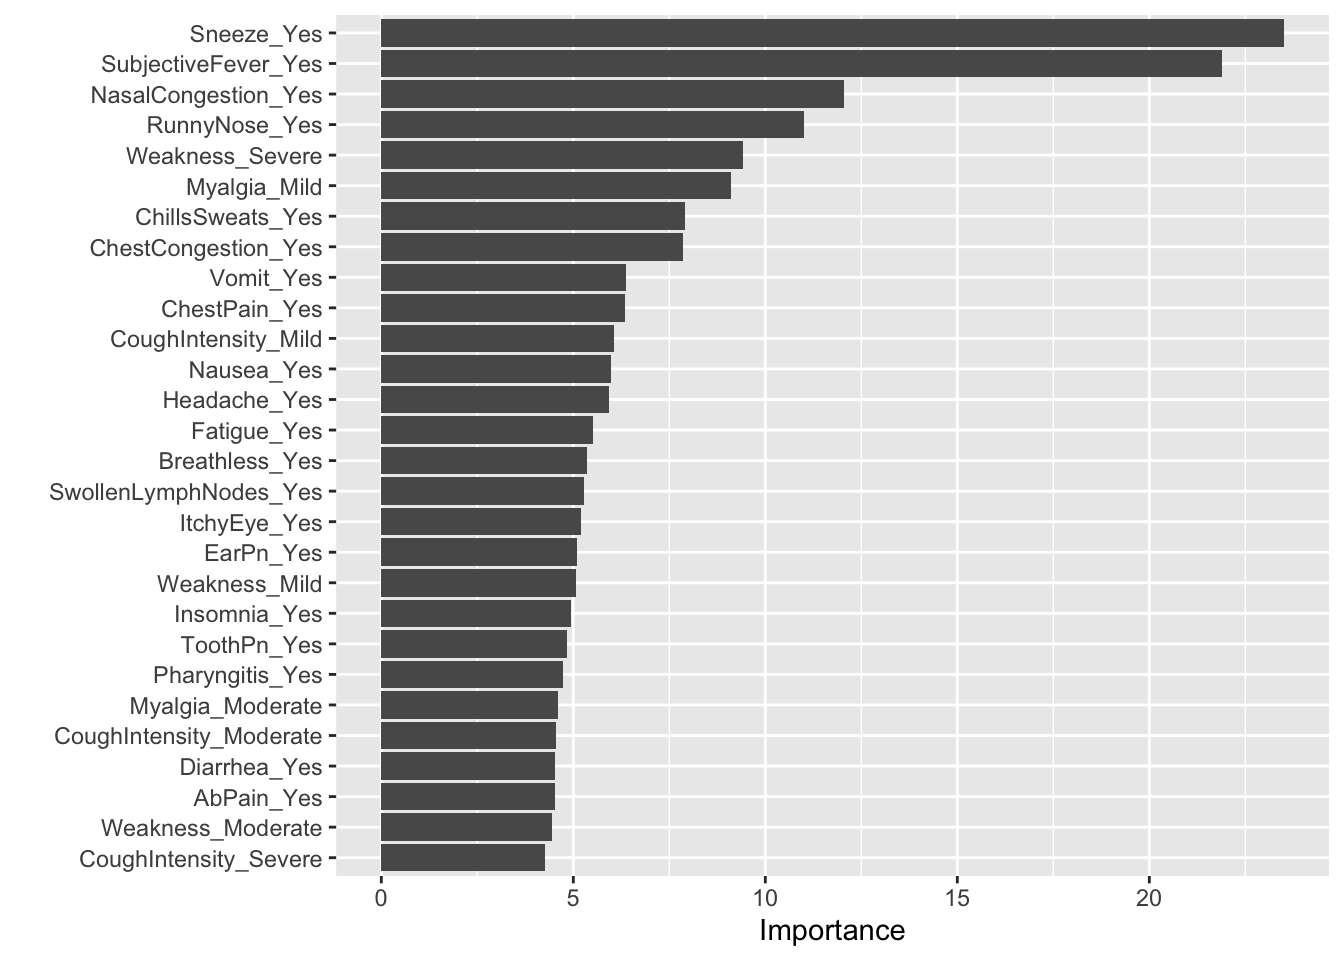 Sneeze_Yes
SubjectiveFever_Yes
NasalCongestion_Yes
RunnyNose_Yes
Weakness_Severe
Myalgia_Mild
ChillsSweats_Yes
ChestCongestion_Yes
Vomit_Yes
ChestPain_Yes
CoughIntensity_Mild
Nausea_Yes
Headache_Yes
Fatigue_Yes
Breathless_Yes
SwollenLymphNodes_Yes
ItchyEye_Yes
EarPn_Yes
Weakness_Mild
Insomnia_Yes
ToothPn_Yes
Pharyngitis_Yes
Myalgia_Moderate
CoughIntensity_Moderate
Diarrhea_Yes
AbPain_Yes
Weakness_Moderate
CoughIntensity_Severe
0 5 10 15 20
Importance